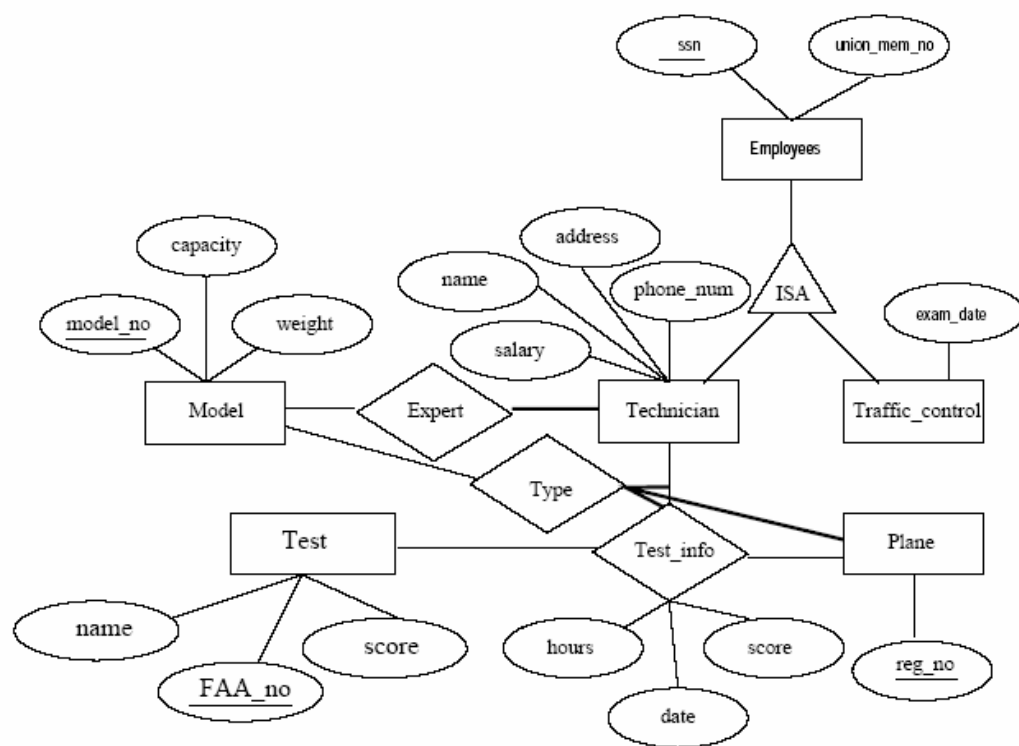 ssn
union_mem_no
Employees
capacity
address
name
phone_num
ISA
model_no
weight
exam_date
salary
Model
Expert
Technician
Traffic_control
Type
Test
Test_info
Plane
name
score
hours
score
FAA_no
reg_no
date